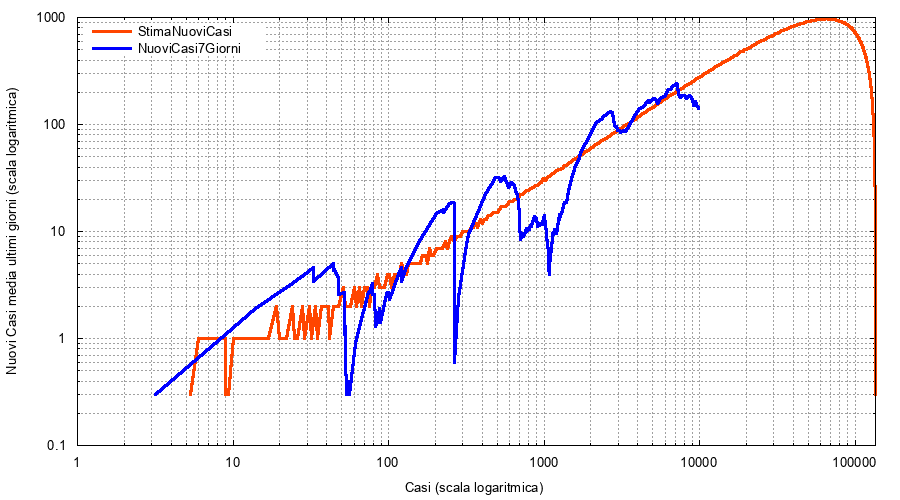 1000
StimaNuoviCasi
NuoviCasi7Giorni
100
10
1
0.1
Nuovi Casi media ultimi giorni (scala logaritmica)
1 10 100 1000 10000 100000
Casi (scala logaritmica)